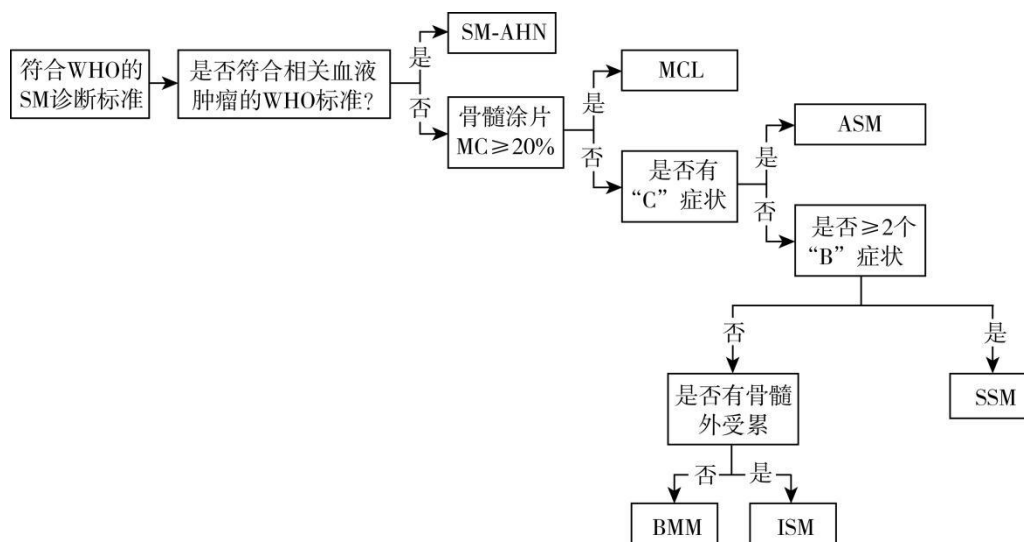 符合WHO的
SM诊断标准
是否符合相关血液
肿瘤的WHO标准?
是
SM-AHN
否
骨髓涂片
MC≥20%
是
MCL
否
是否有
“C”症状
是
ASM
否
是否≥2个
“B”症状
否
是
是否有骨髓
外受累
SSM
否
是
BMM
ISM